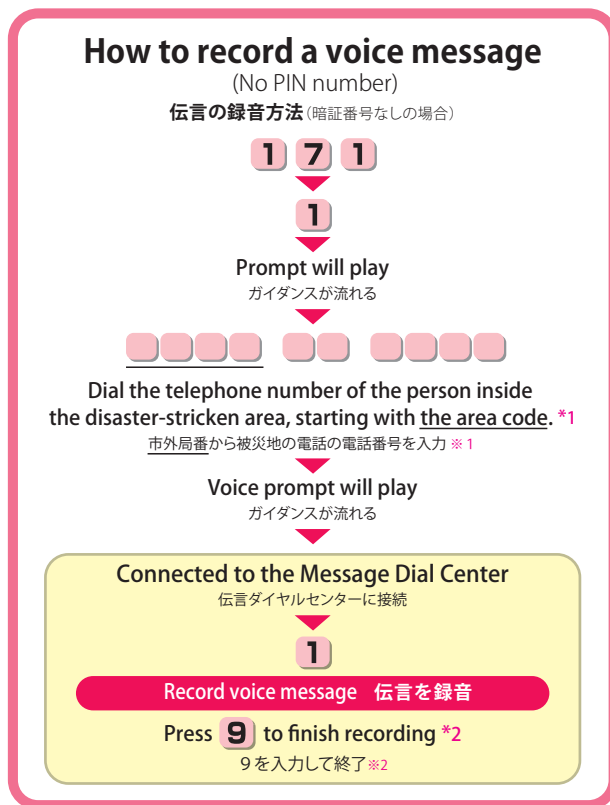 How to record a voice message
(No PIN number)
伝言の録音方法(暗証番号なしの場合)
1 7 1
1
Prompt will play
ガイダンスが流れる
Dial the telephone number of the person inside
the disaster-stricken area, starting with the area code. *1
市外局番から被災地の電話の電話番号を入力 ※1
Voice prompt will play
ガイダンスが流れる
Connected to the Message Dial Center
伝言ダイヤルセンターに接続
1
Record voice message 伝言を録音
Press 9 to finish recording *2
9を入力して終了※2